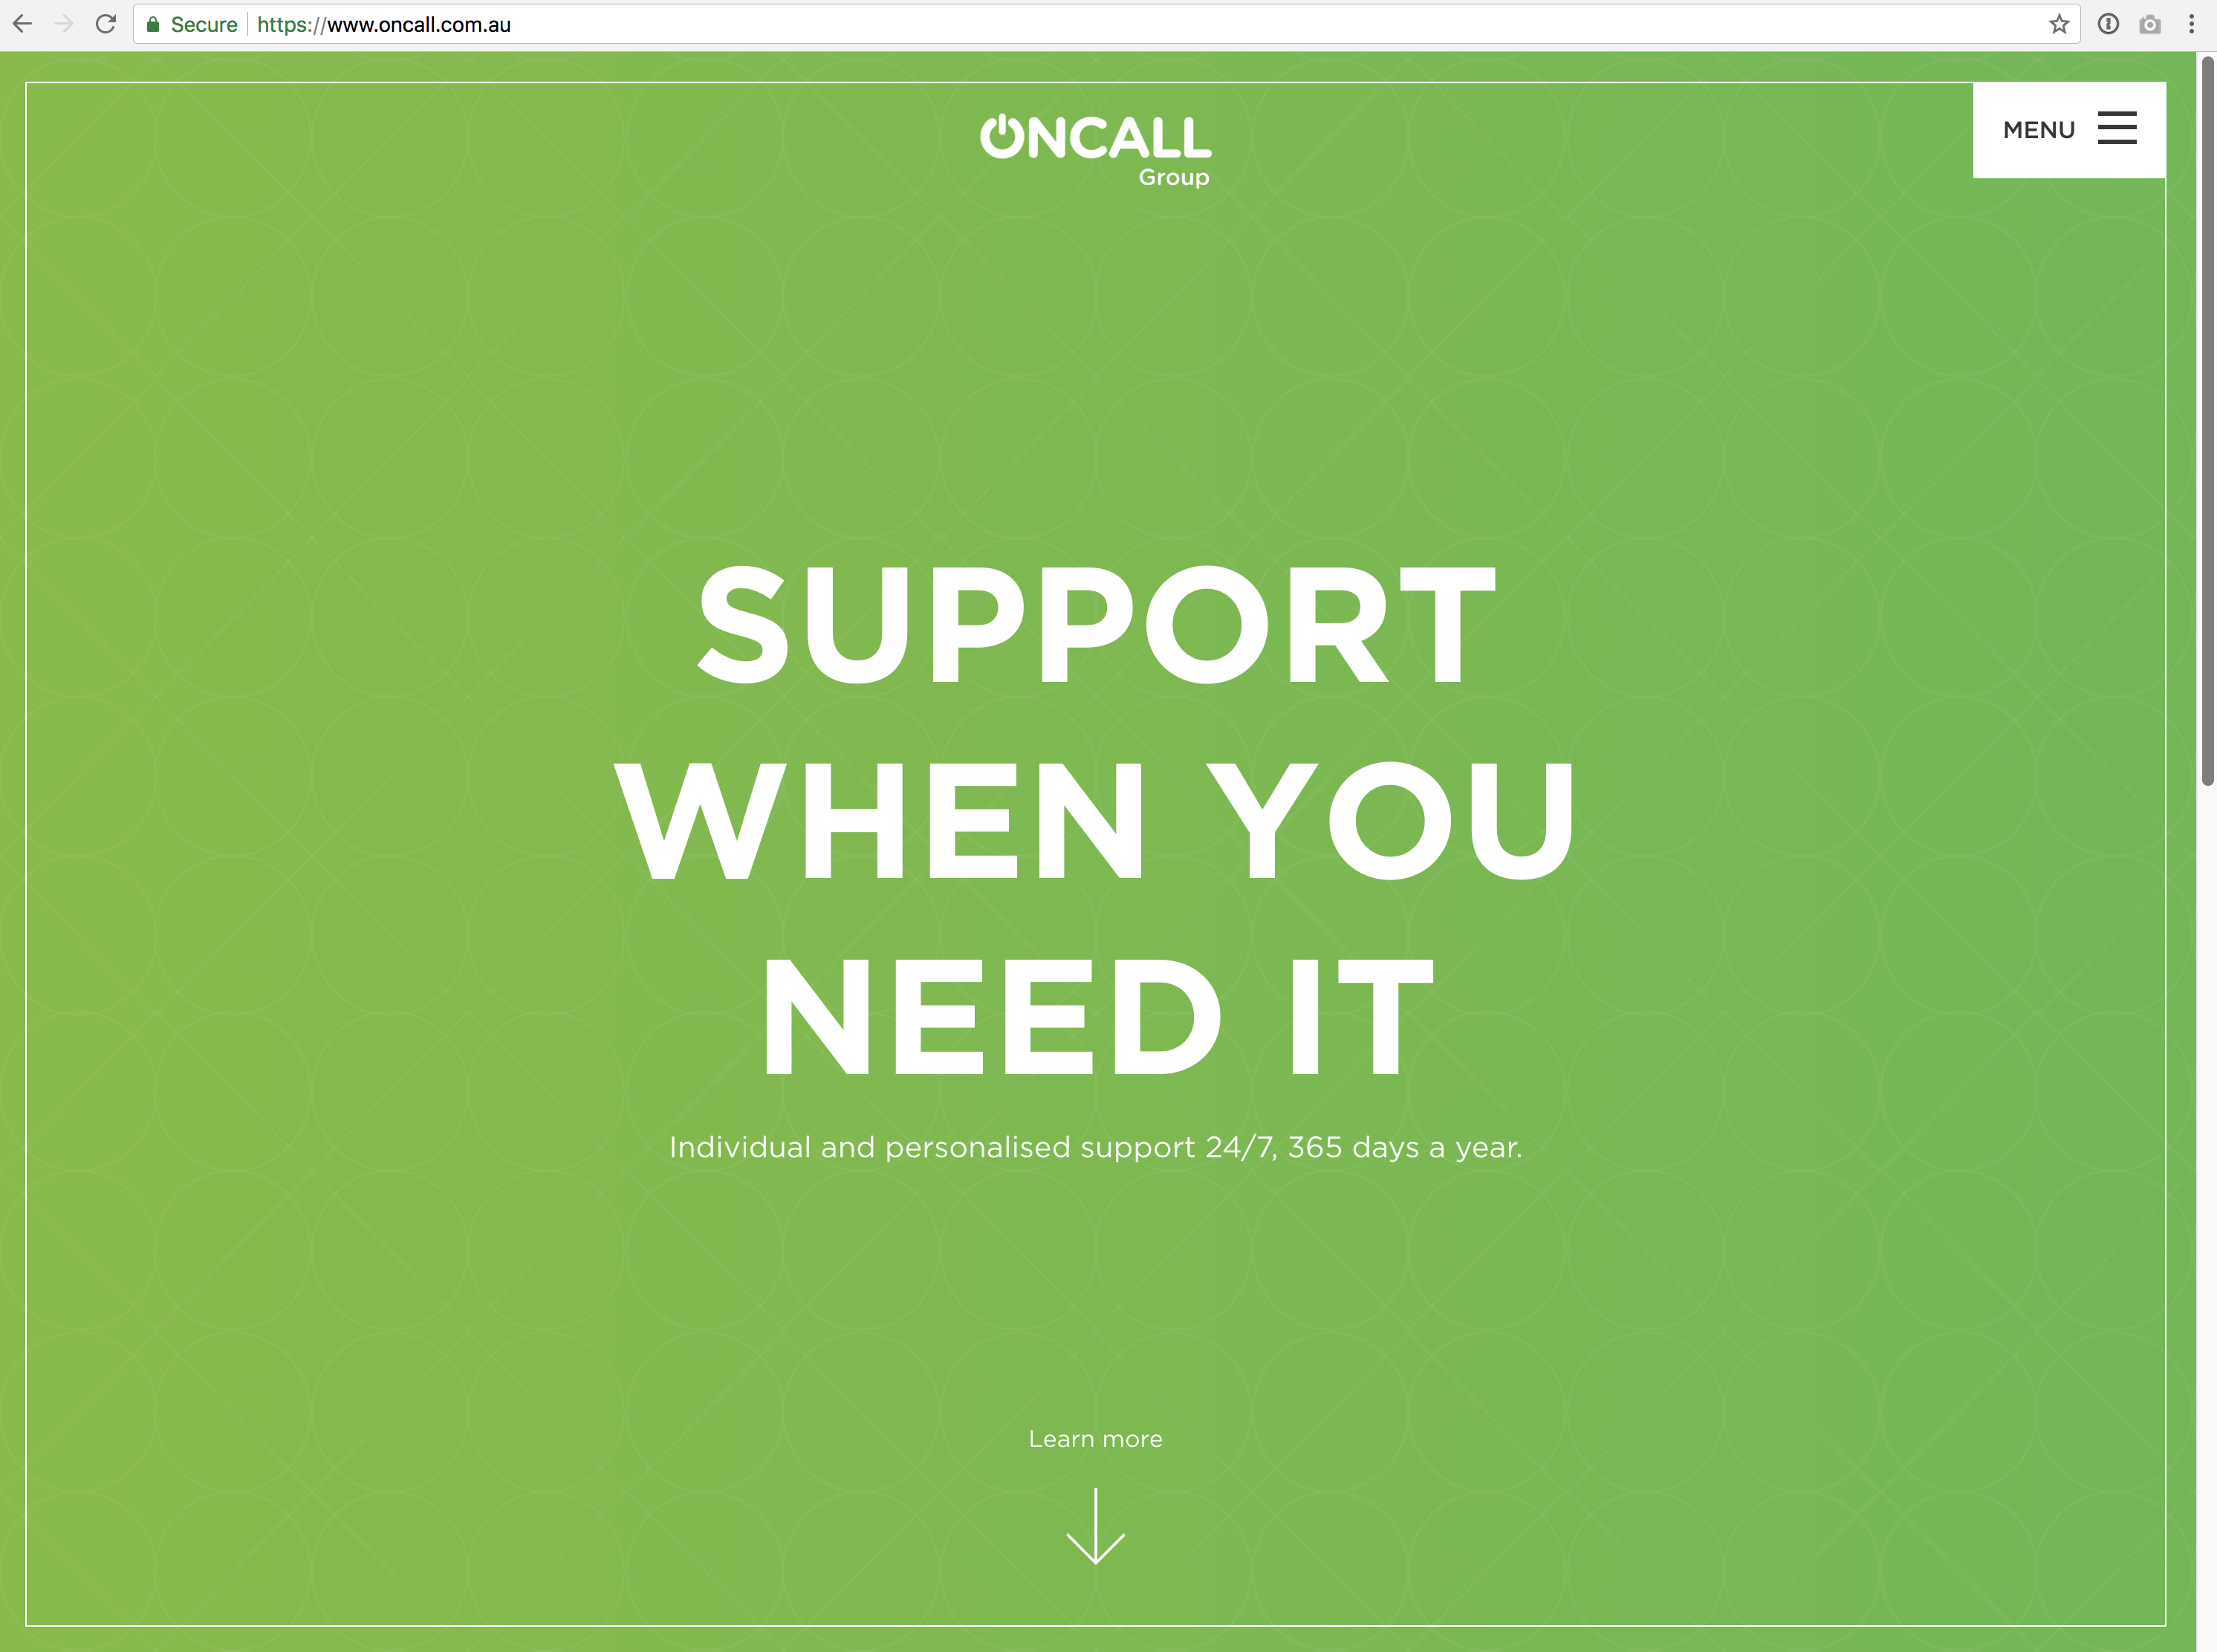 Secure https://www.oncall.com.au
ONCALL
Group
MENU
SUPPORT
WHEN YOU
NEED IT
Individual and personalised support 24/7, 365 days a year.
Learn more